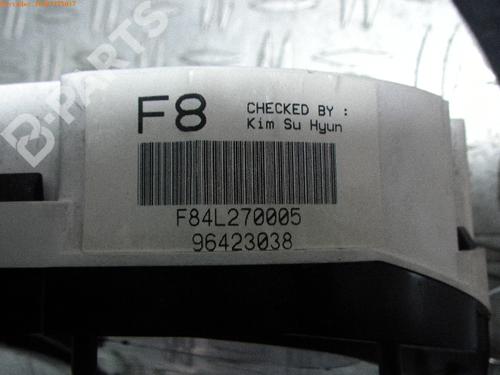 F8
CHECKED BY :
Kim Su Hyun
F84L270005
96423038
B-PARTS